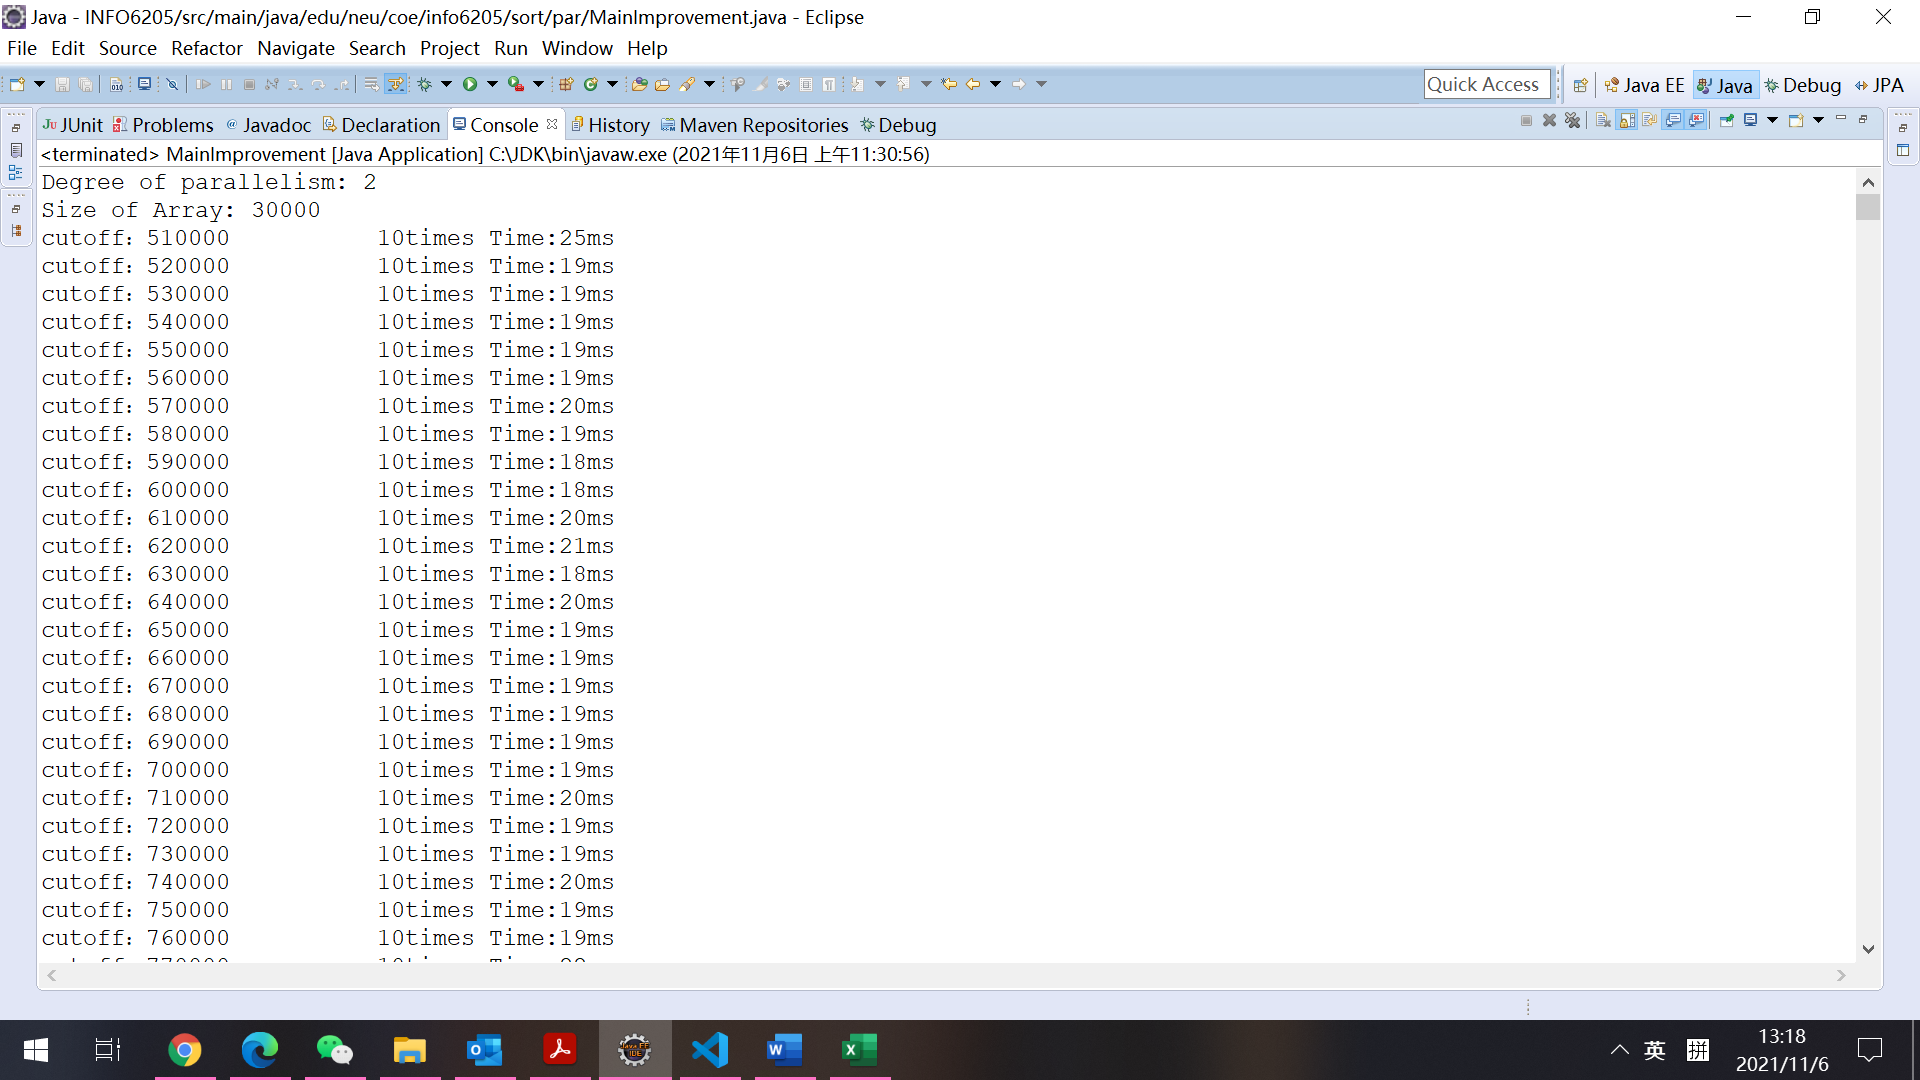 Java - INFO6205/src/main/java/edu/neu/coe/info6205/sort/par/MainImprovement.java - Eclipse
File Edit Source Refactor Navigate Search Project Run Window Help
Quick Access Java EE Java Debug JPA
JUnit Problems Javadoc Declaration Console History Maven Repositories Debug
<terminated> MainImprovement [Java Application] C:\JDK\bin\javaw.exe (2021年11月6日 上午11:30:56)
Degree of parallelism: 2
Size of Array: 30000
cutoff: 510000 10times Time:25ms
cutoff: 520000 10times Time:19ms
cutoff: 530000 10times Time:19ms
cutoff: 540000 10times Time:19ms
cutoff: 550000 10times Time:19ms
cutoff: 560000 10times Time:19ms
cutoff: 570000 10times Time:20ms
cutoff: 580000 10times Time:19ms
cutoff: 590000 10times Time:18ms
cutoff: 600000 10times Time:18ms
cutoff: 610000 10times Time:20ms
cutoff: 620000 10times Time:21ms
cutoff: 630000 10times Time:18ms
cutoff: 640000 10times Time:20ms
cutoff: 650000 10times Time:19ms
cutoff: 660000 10times Time:19ms
cutoff: 670000 10times Time:19ms
cutoff: 680000 10times Time:19ms
cutoff: 690000 10times Time:19ms
cutoff: 700000 10times Time:19ms
cutoff: 710000 10times Time:20ms
cutoff: 720000 10times Time:19ms
cutoff: 730000 10times Time:19ms
cutoff: 740000 10times Time:20ms
cutoff: 750000 10times Time:19ms
cutoff: 760000 10times Time:19ms
英 拼 13:18
2021/11/6